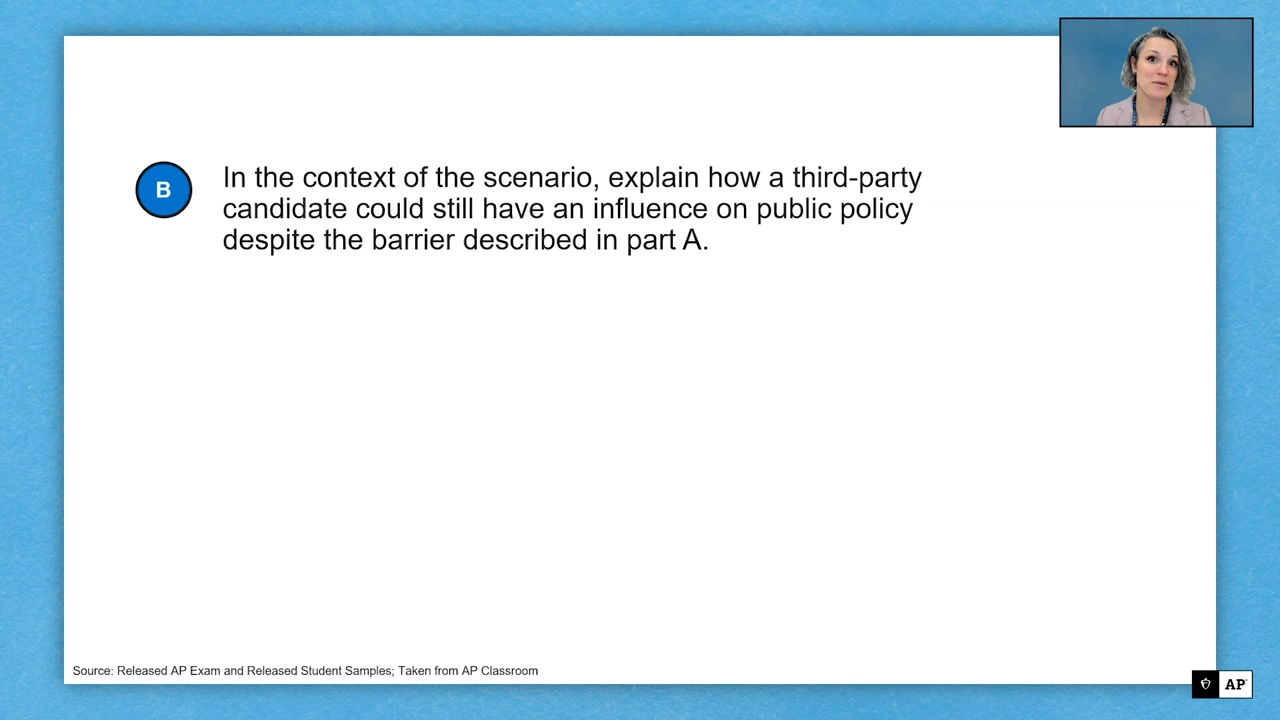 B
In the context of the scenario, explain how a third-party
candidate could still have an influence on public policy
despite the barrier described in part A.
Source: Released AP Exam and Released Student Samples; Taken from AP Classroom
AP